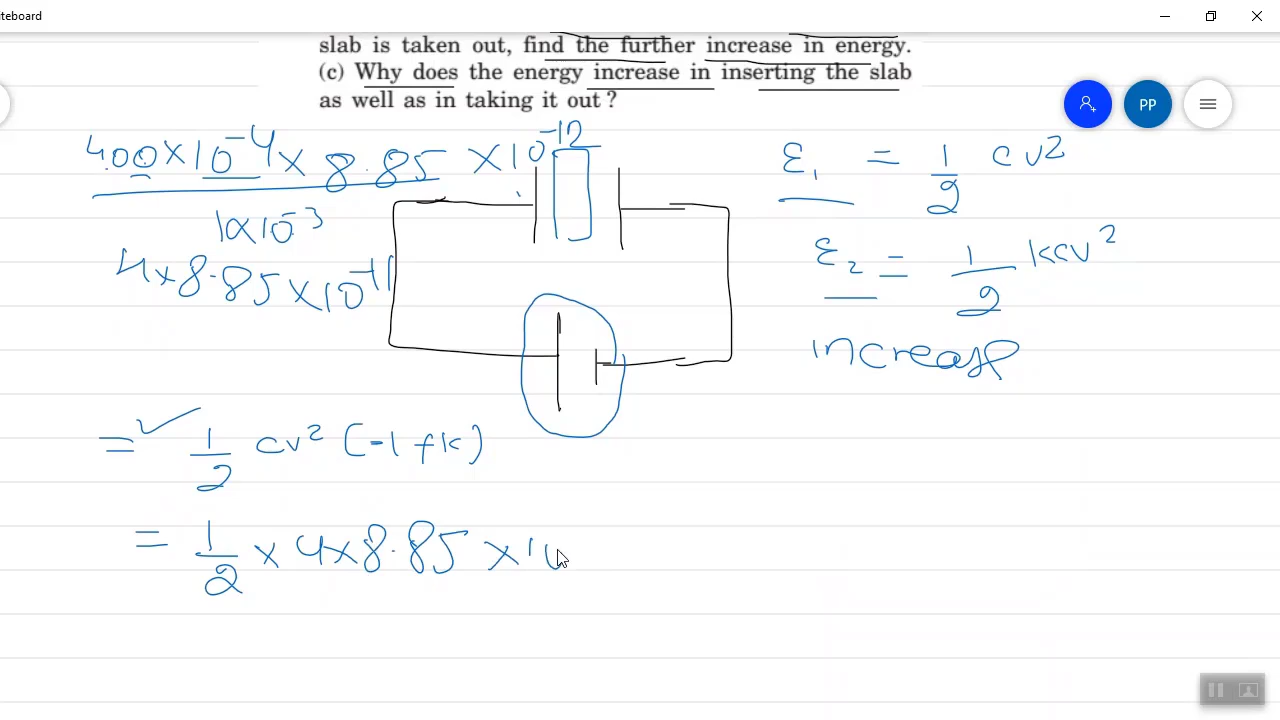 teboard
slab is taken out, find the further increase in energy.
(c) Why does the energy increase in inserting the slab
as well as in taking it out ?
PP
400×10⁻⁴ × 8.85 ×10⁻¹²
1×10⁻³
4×8.85×10⁻¹¹
ε₁ = 1/2 cv²
ε₂ = 1/2 kcv²
increase
= 1/2 cv² (-1+k)
= 1/2 × 4×8.85 ×10